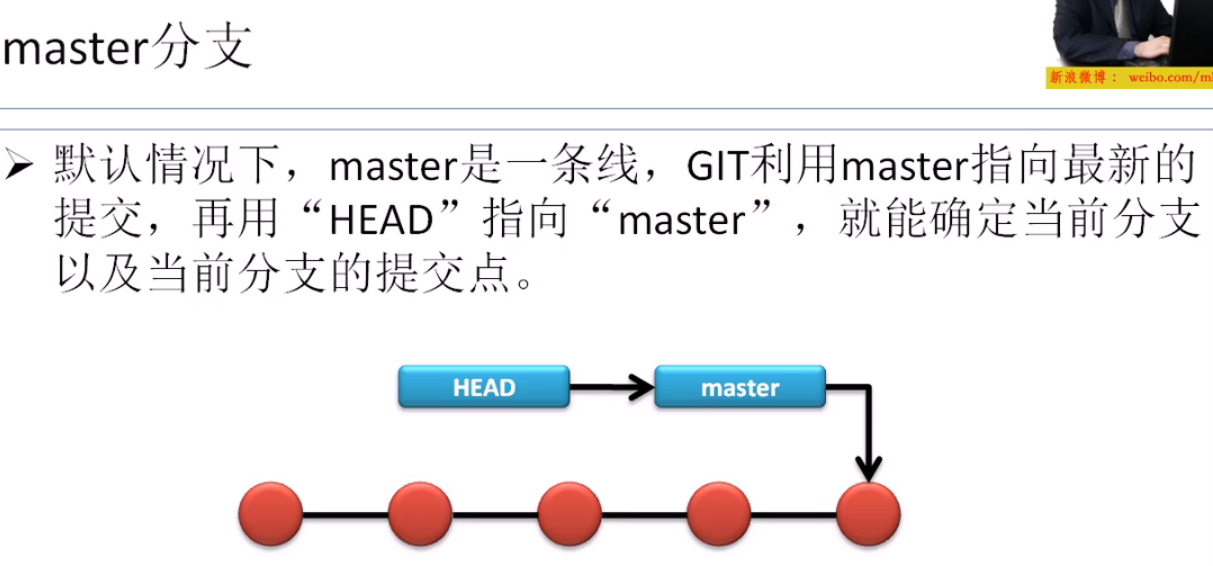 master分支
新浪微博： weibo.com/m
默认情况下，master是一条线，GIT利用master指向最新的
提交，再用“HEAD”指向“master”，就能确定当前分支
以及当前分支的提交点。
HEAD
master